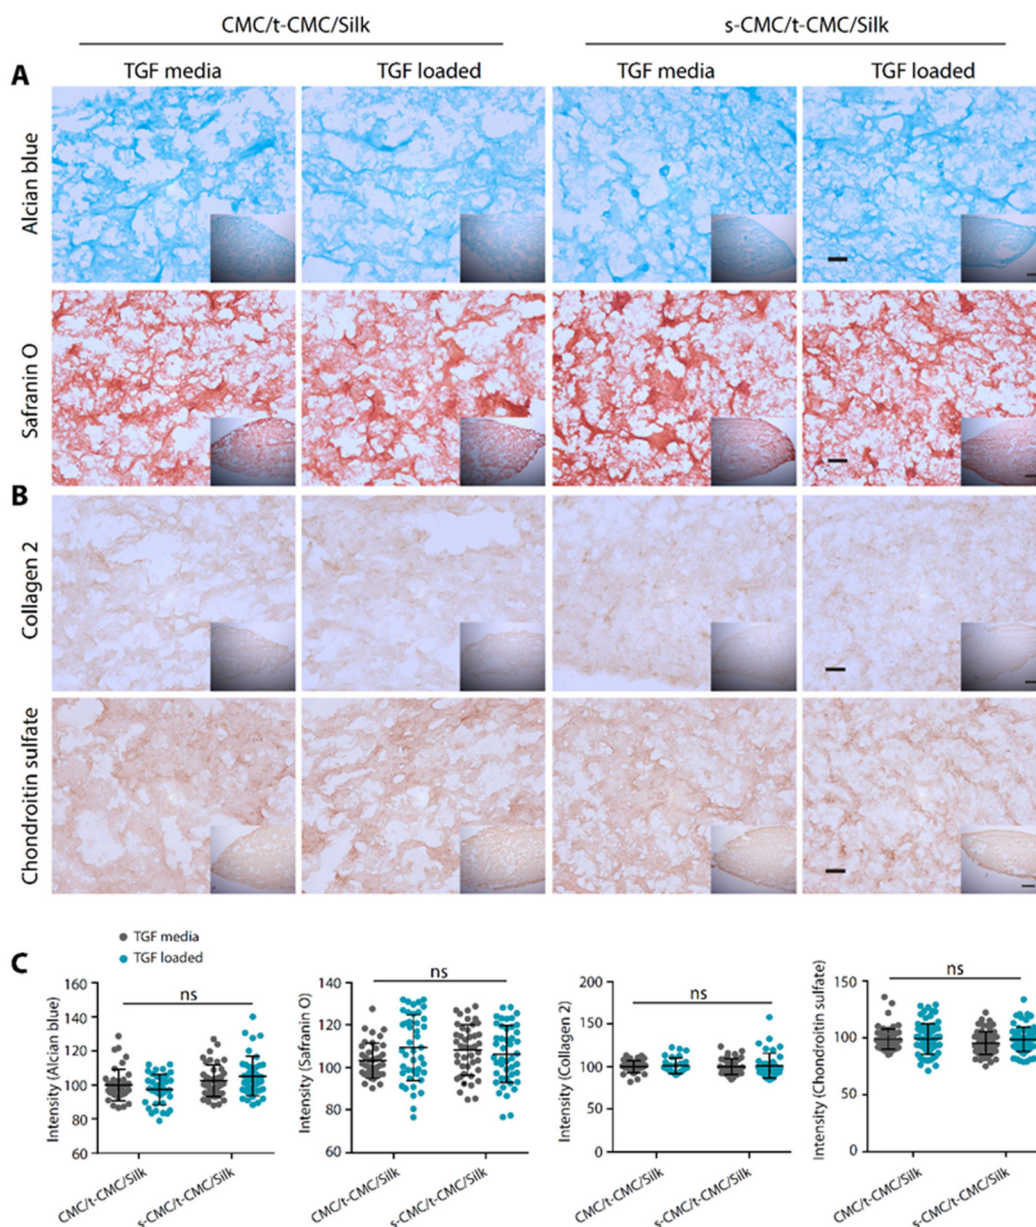 CMC/t-CMC/Silk s-CMC/t-CMC/Silk
A TGF media TGF loaded TGF media TGF loaded
Alcian blue
Safranin O
B
Collagen 2
Chondroitin sulfate
TGF media
TGF loaded
C
Intensity (Alcian blue)
160
140
120
100
80
60
ns
CMC/t-CMC/Silk
s-CMC/t-CMC/Silk
Intensity (Safranin O)
140
120
100
80
60
ns
CMC/t-CMC/Silk
s-CMC/t-CMC/Silk
Intensity (Collagen 2)
200
150
100
50
0
ns
CMC/t-CMC/Silk
s-CMC/t-CMC/Silk
Intensity (Chondroitin sulfate)
150
100
50
0
ns
CMC/t-CMC/Silk
s-CMC/t-CMC/Silk